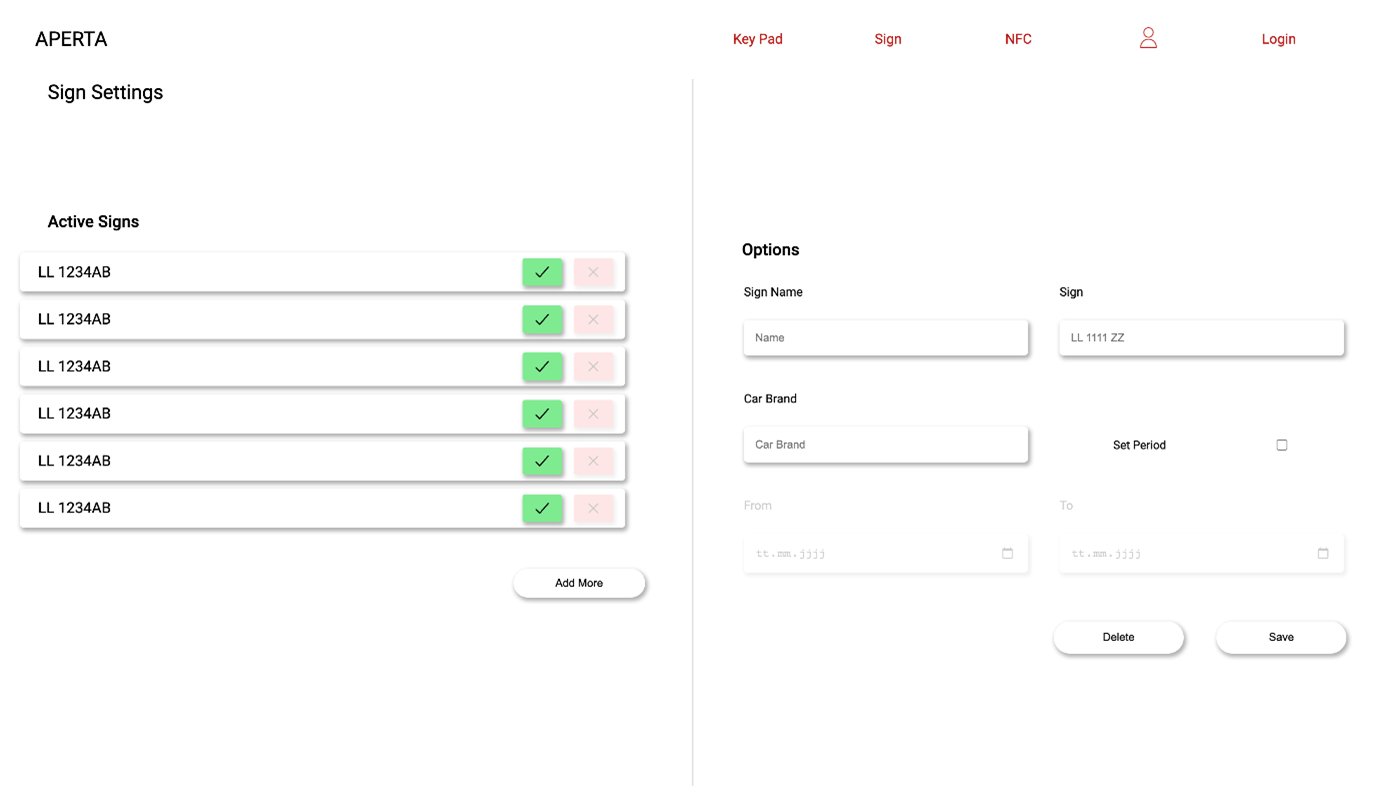 APERTA
Key Pad
Sign
NFC
Login
Sign Settings
Active Signs
LL 1234AB
LL 1234AB
LL 1234AB
LL 1234AB
LL 1234AB
LL 1234AB
Add More
Options
Sign Name
Sign
Name
LL 1111 ZZ
Car Brand
Car Brand
Set Period
From
To
tt.mm.jjjj
tt.mm.jjjj
Delete
Save